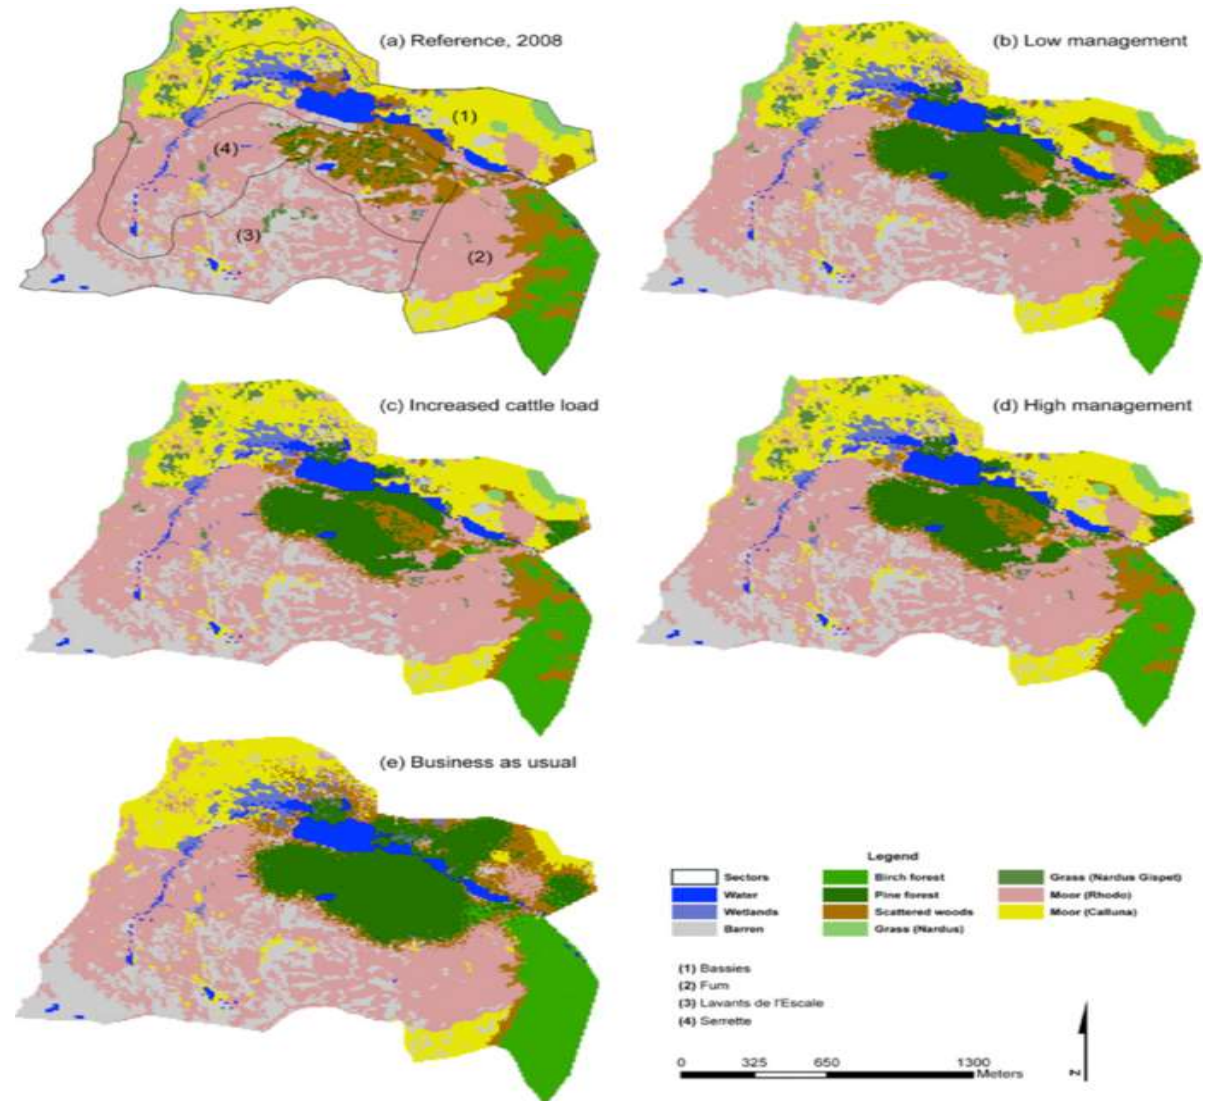 (a) Reference, 2008
(b) Low management
(1)
(4)
(3)
(2)
(c) Increased cattle load
(d) High management
(e) Business as usual
Legend
Sectors
Water
Wetlands
Barren
Birch forest
Pine forest
Scattered woods
Grass (Nardus)
Grass (Nardus Gispet)
Moor (Rhodo)
Moor (Calluna)
(1) Bassies
(2) Fum
(3) Lavants de l'Escale
(4) Serrette
0 325 650 1300
Meters
N